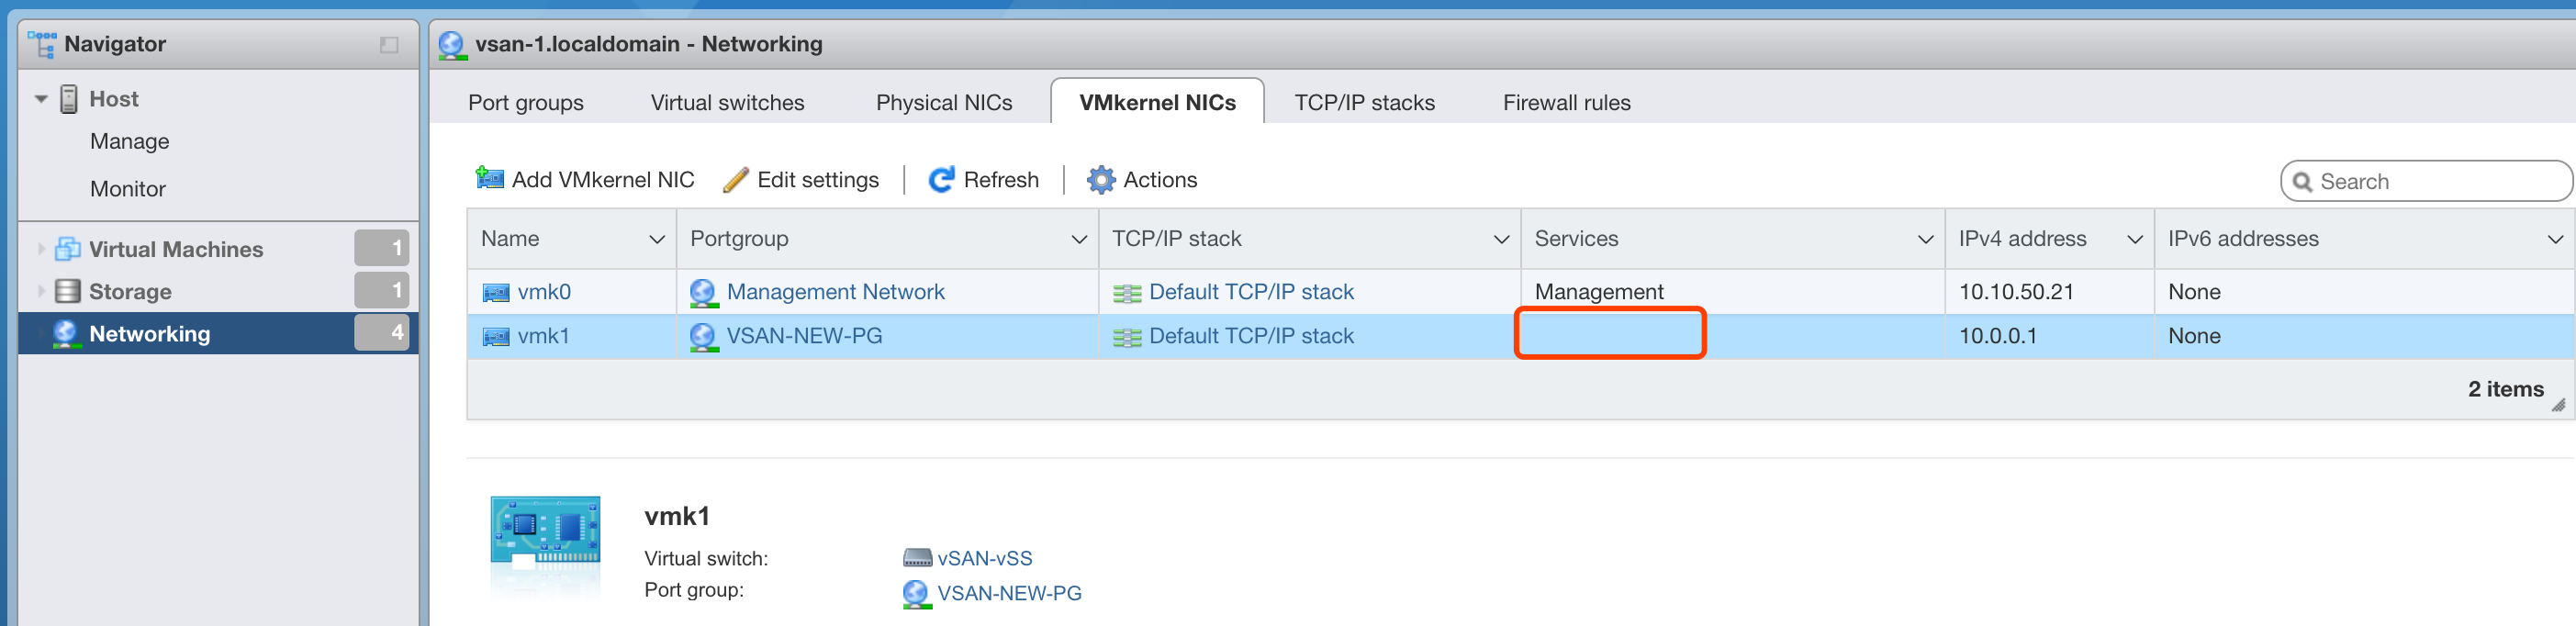 Navigator
vsan-1.localdomain - Networking
Host
Manage
Monitor
Virtual Machines 1
Storage 1
Networking 4
Port groups Virtual switches Physical NICs VMkernel NICs TCP/IP stacks Firewall rules
Add VMkernel NIC Edit settings Refresh Actions Search
Name Portgroup TCP/IP stack Services IPv4 address IPv6 addresses
vmk0 Management Network Default TCP/IP stack Management 10.10.50.21 None
vmk1 VSAN-NEW-PG Default TCP/IP stack 10.0.0.1 None
2 items
vmk1
Virtual switch: vSAN-vSS
Port group: VSAN-NEW-PG